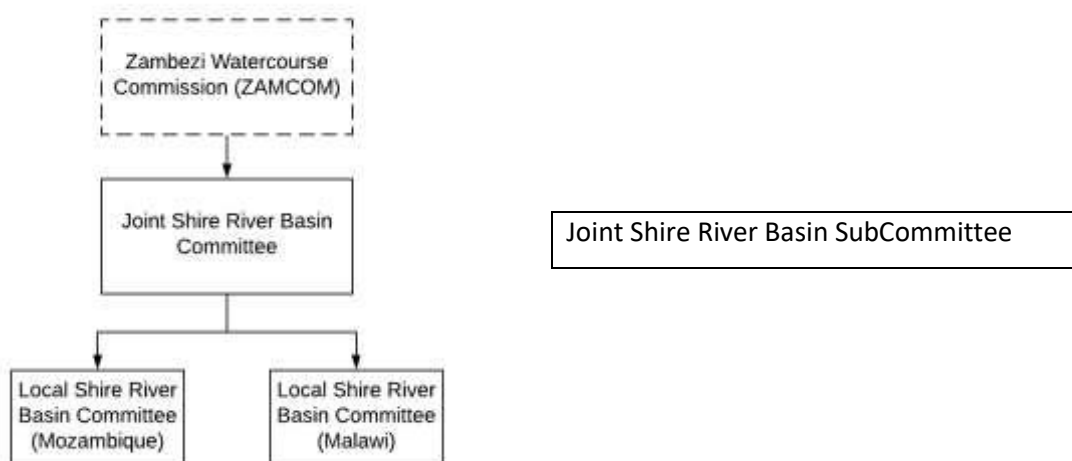 Zambezi Watercourse
Commission (ZAMCOM)
Joint Shire River Basin
Committee
Joint Shire River Basin SubCommittee
Local Shire River
Basin Committee
(Mozambique)
Local Shire River
Basin Committee
(Malawi)